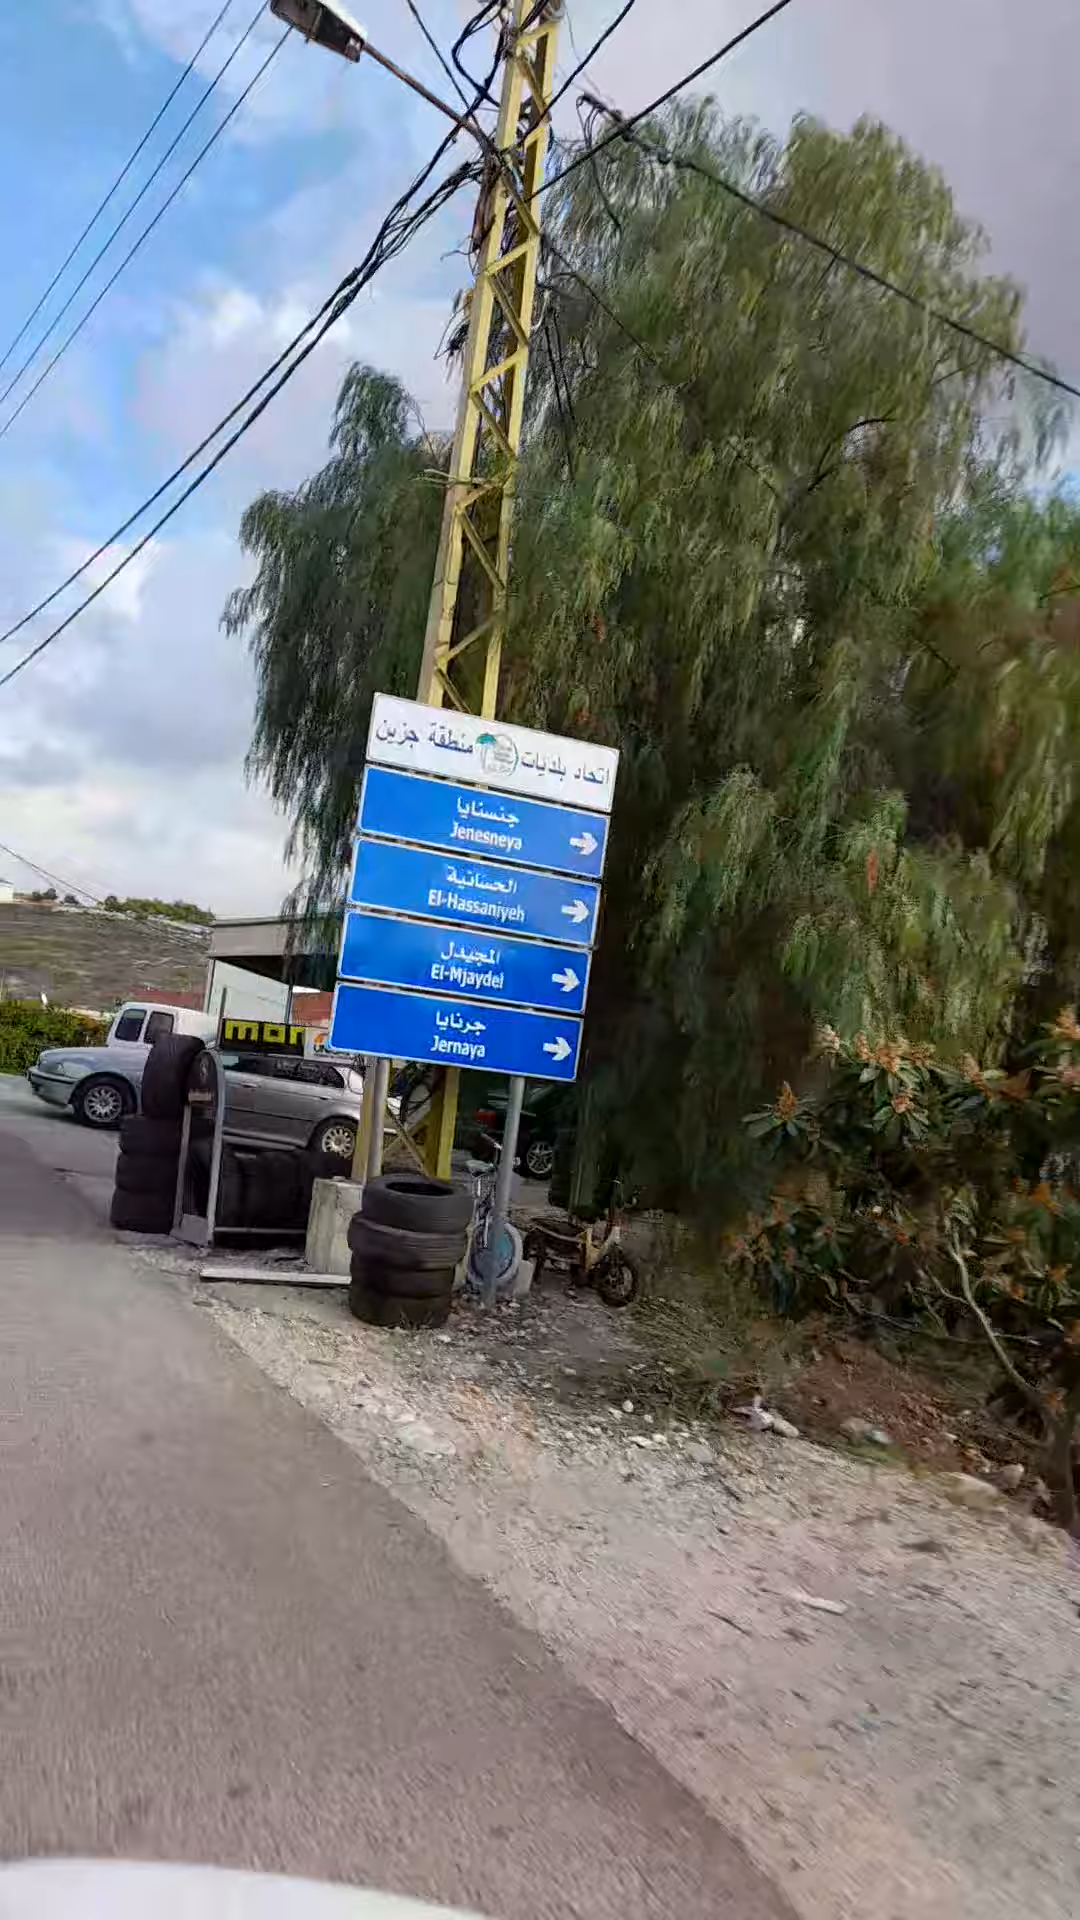 اتحاد بلديات منطقة جزين
جنسنايا
Jenesneya
الحسانية
El-Hassaniyeh
المجيدل
El-Mjaydel
جرنايا
Jernaya